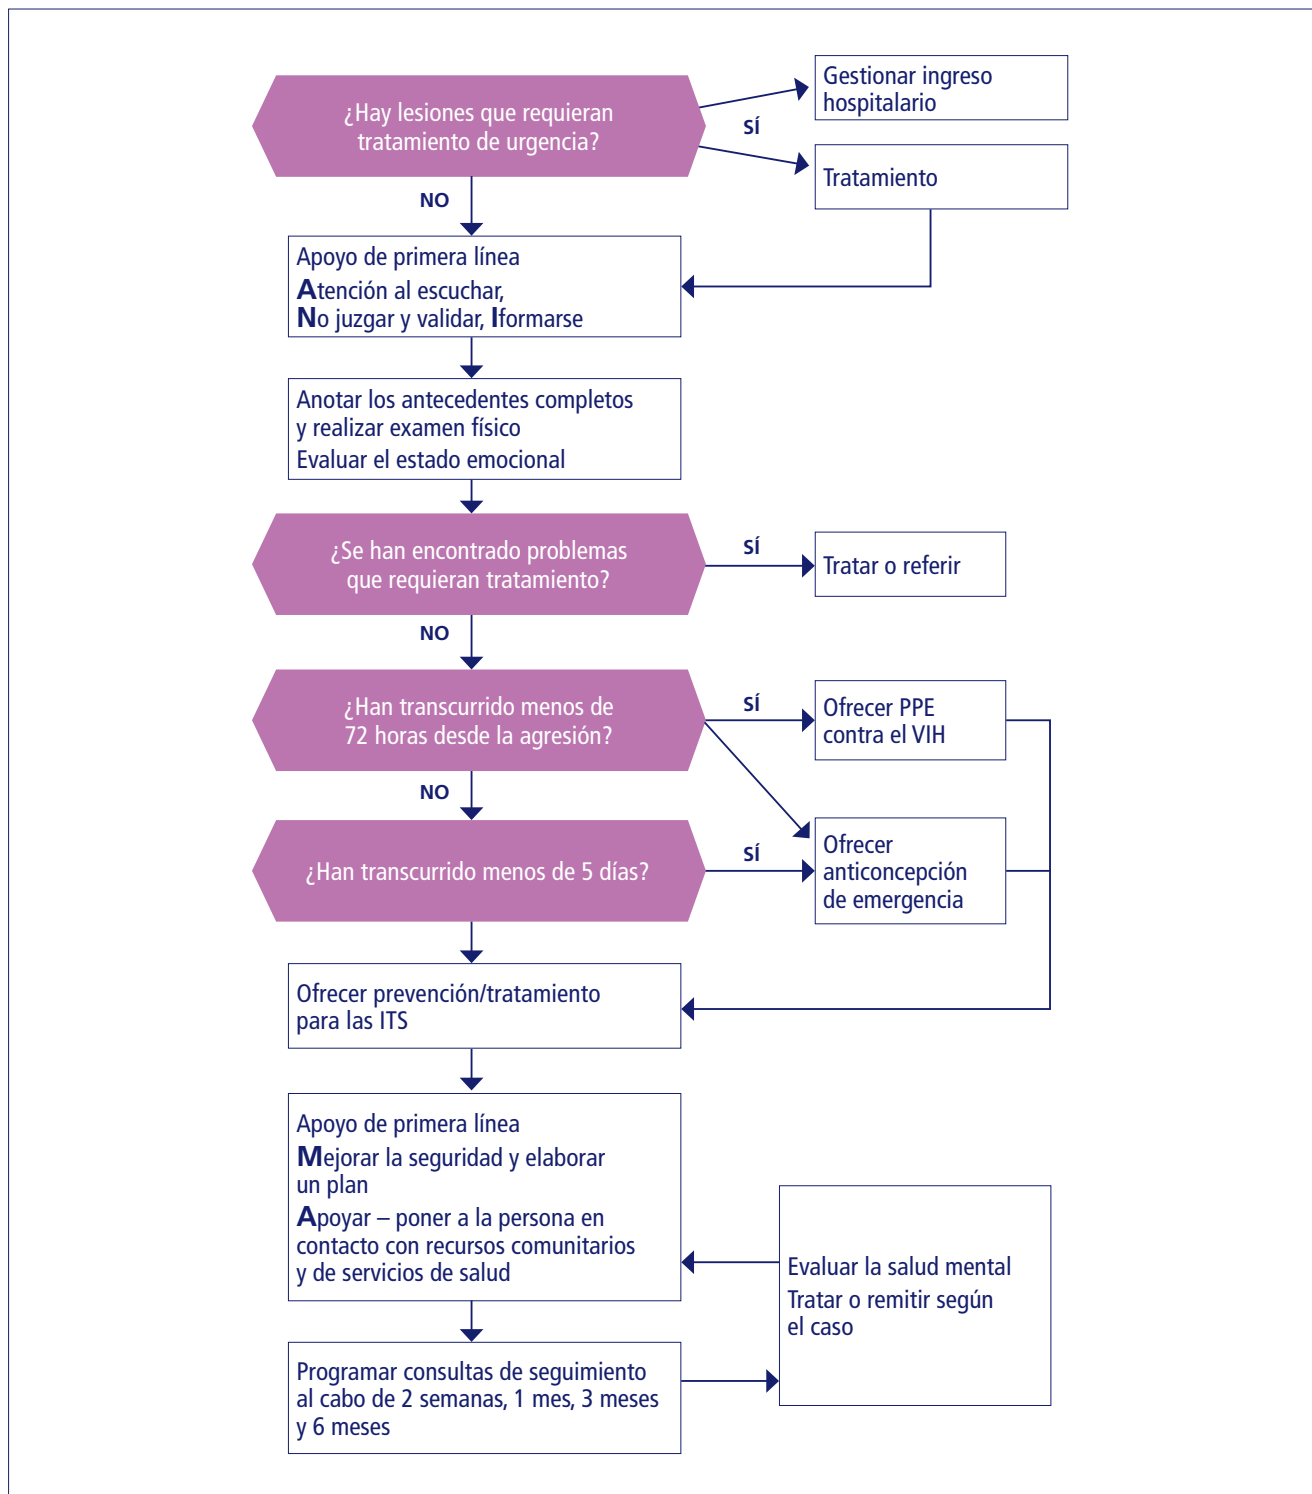 ¿Hay lesiones que requieran
tratamiento de urgencia?
SÍ
Gestionar ingreso
hospitalario
Tratamiento
NO
Apoyo de primera línea
Atención al escuchar,
No juzgar y validar, Iformarse
Anotar los antecedentes completos
y realizar examen físico
Evaluar el estado emocional
¿Se han encontrado problemas
que requieran tratamiento?
SÍ
Tratar o referir
NO
¿Han transcurrido menos de
72 horas desde la agresión?
SÍ
Ofrecer PPE
contra el VIH
NO
¿Han transcurrido menos de 5 días?
SÍ
Ofrecer
anticoncepción
de emergencia
Ofrecer prevención/tratamiento
para las ITS
Apoyo de primera línea
Mejorar la seguridad y elaborar
un plan
Apoyar – poner a la persona en
contacto con recursos comunitarios
y de servicios de salud
Evaluar la salud mental
Tratar o remitir según
el caso
Programar consultas de seguimiento
al cabo de 2 semanas, 1 mes, 3 meses
y 6 meses